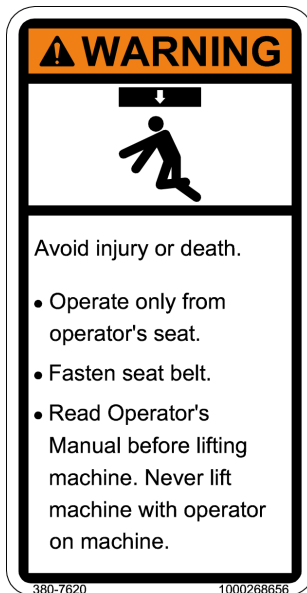 WARNING
Avoid injury or death.
• Operate only from
operator's seat.
• Fasten seat belt.
• Read Operator's
Manual before lifting
machine. Never lift
machine with operator
on machine.
380-7620 1000268656